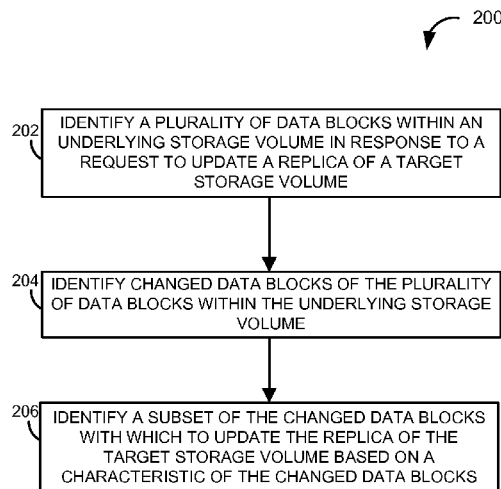 200
202
IDENTIFY A PLURALITY OF DATA BLOCKS WITHIN AN
UNDERLYING STORAGE VOLUME IN RESPONSE TO A
REQUEST TO UPDATE A REPLICA OF A TARGET
STORAGE VOLUME
204
IDENTIFY CHANGED DATA BLOCKS OF THE PLURALITY
OF DATA BLOCKS WITHIN THE UNDERLYING STORAGE
VOLUME
206
IDENTIFY A SUBSET OF THE CHANGED DATA BLOCKS
WITH WHICH TO UPDATE THE REPLICA OF THE
TARGET STORAGE VOLUME BASED ON A
CHARACTERISTIC OF THE CHANGED DATA BLOCKS